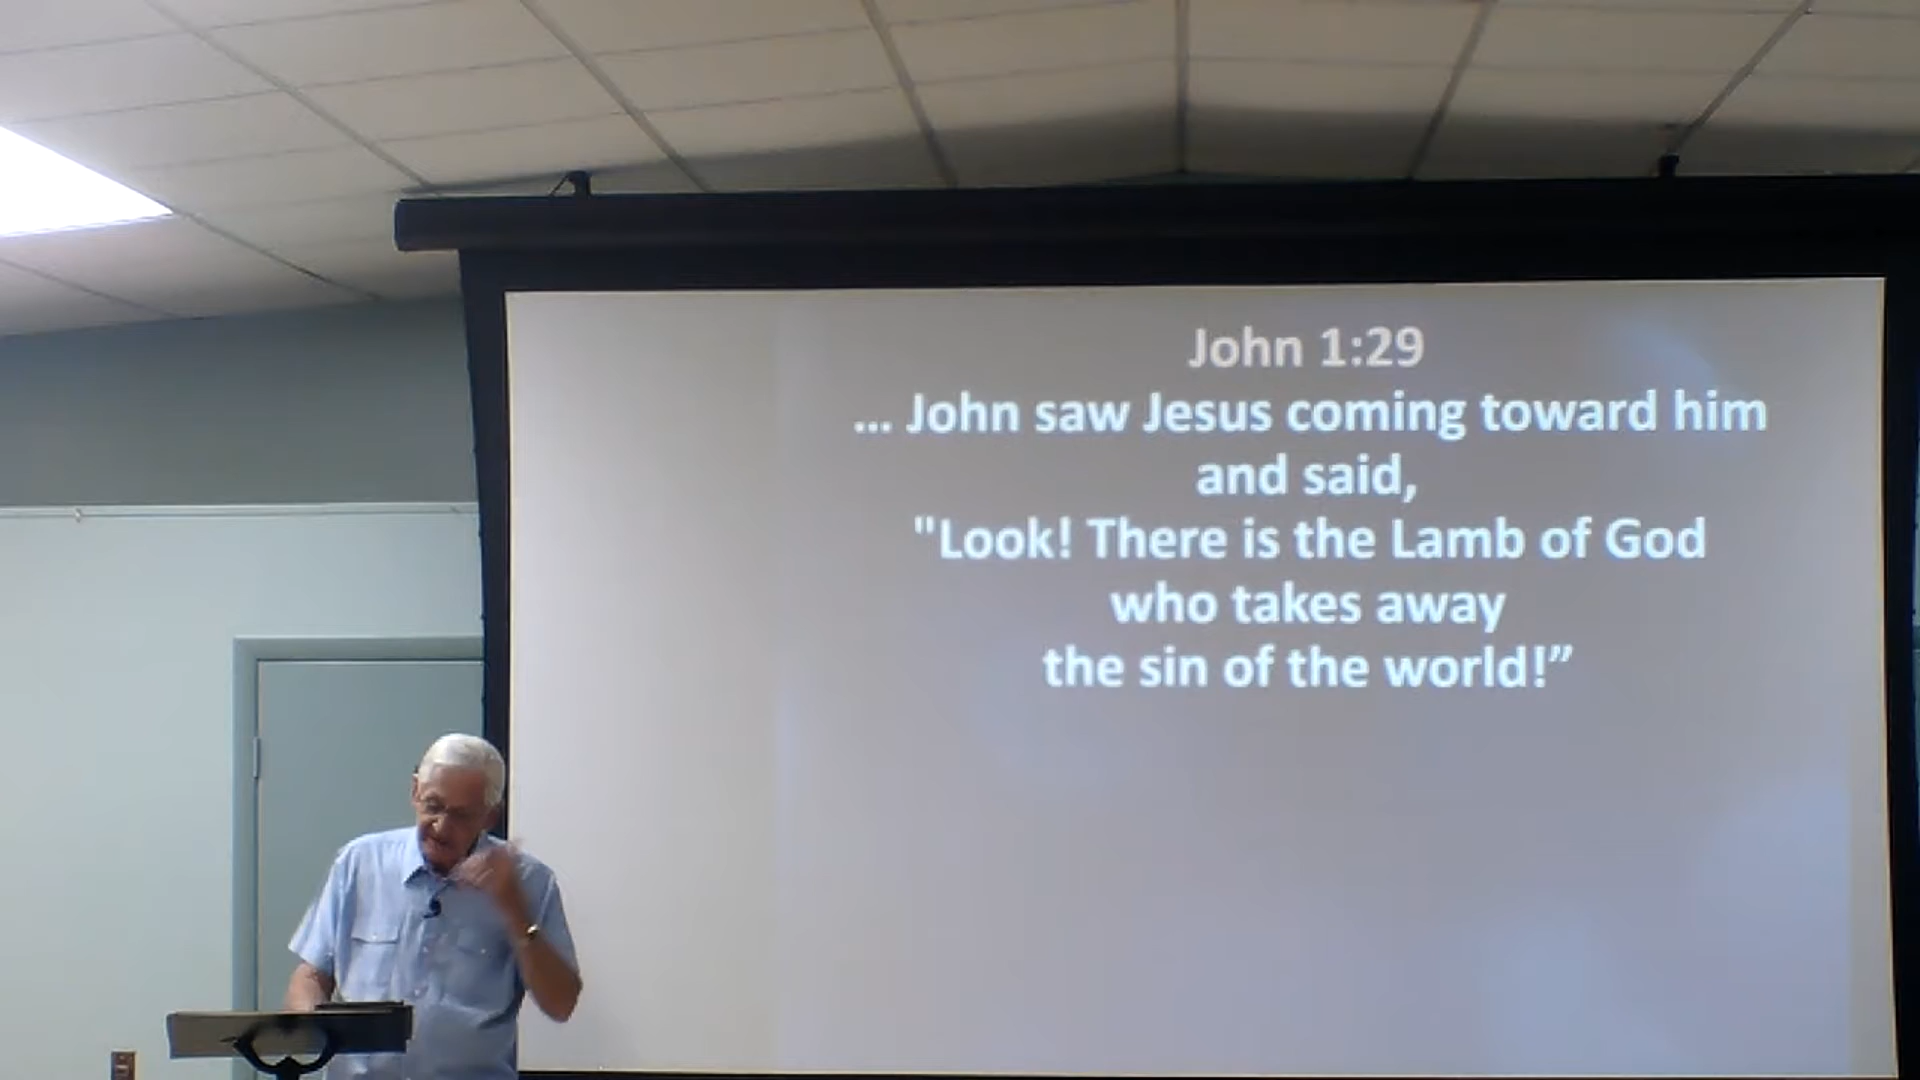 John 1:29
... John saw Jesus coming toward him
and said,
"Look! There is the Lamb of God
who takes away
the sin of the world!”